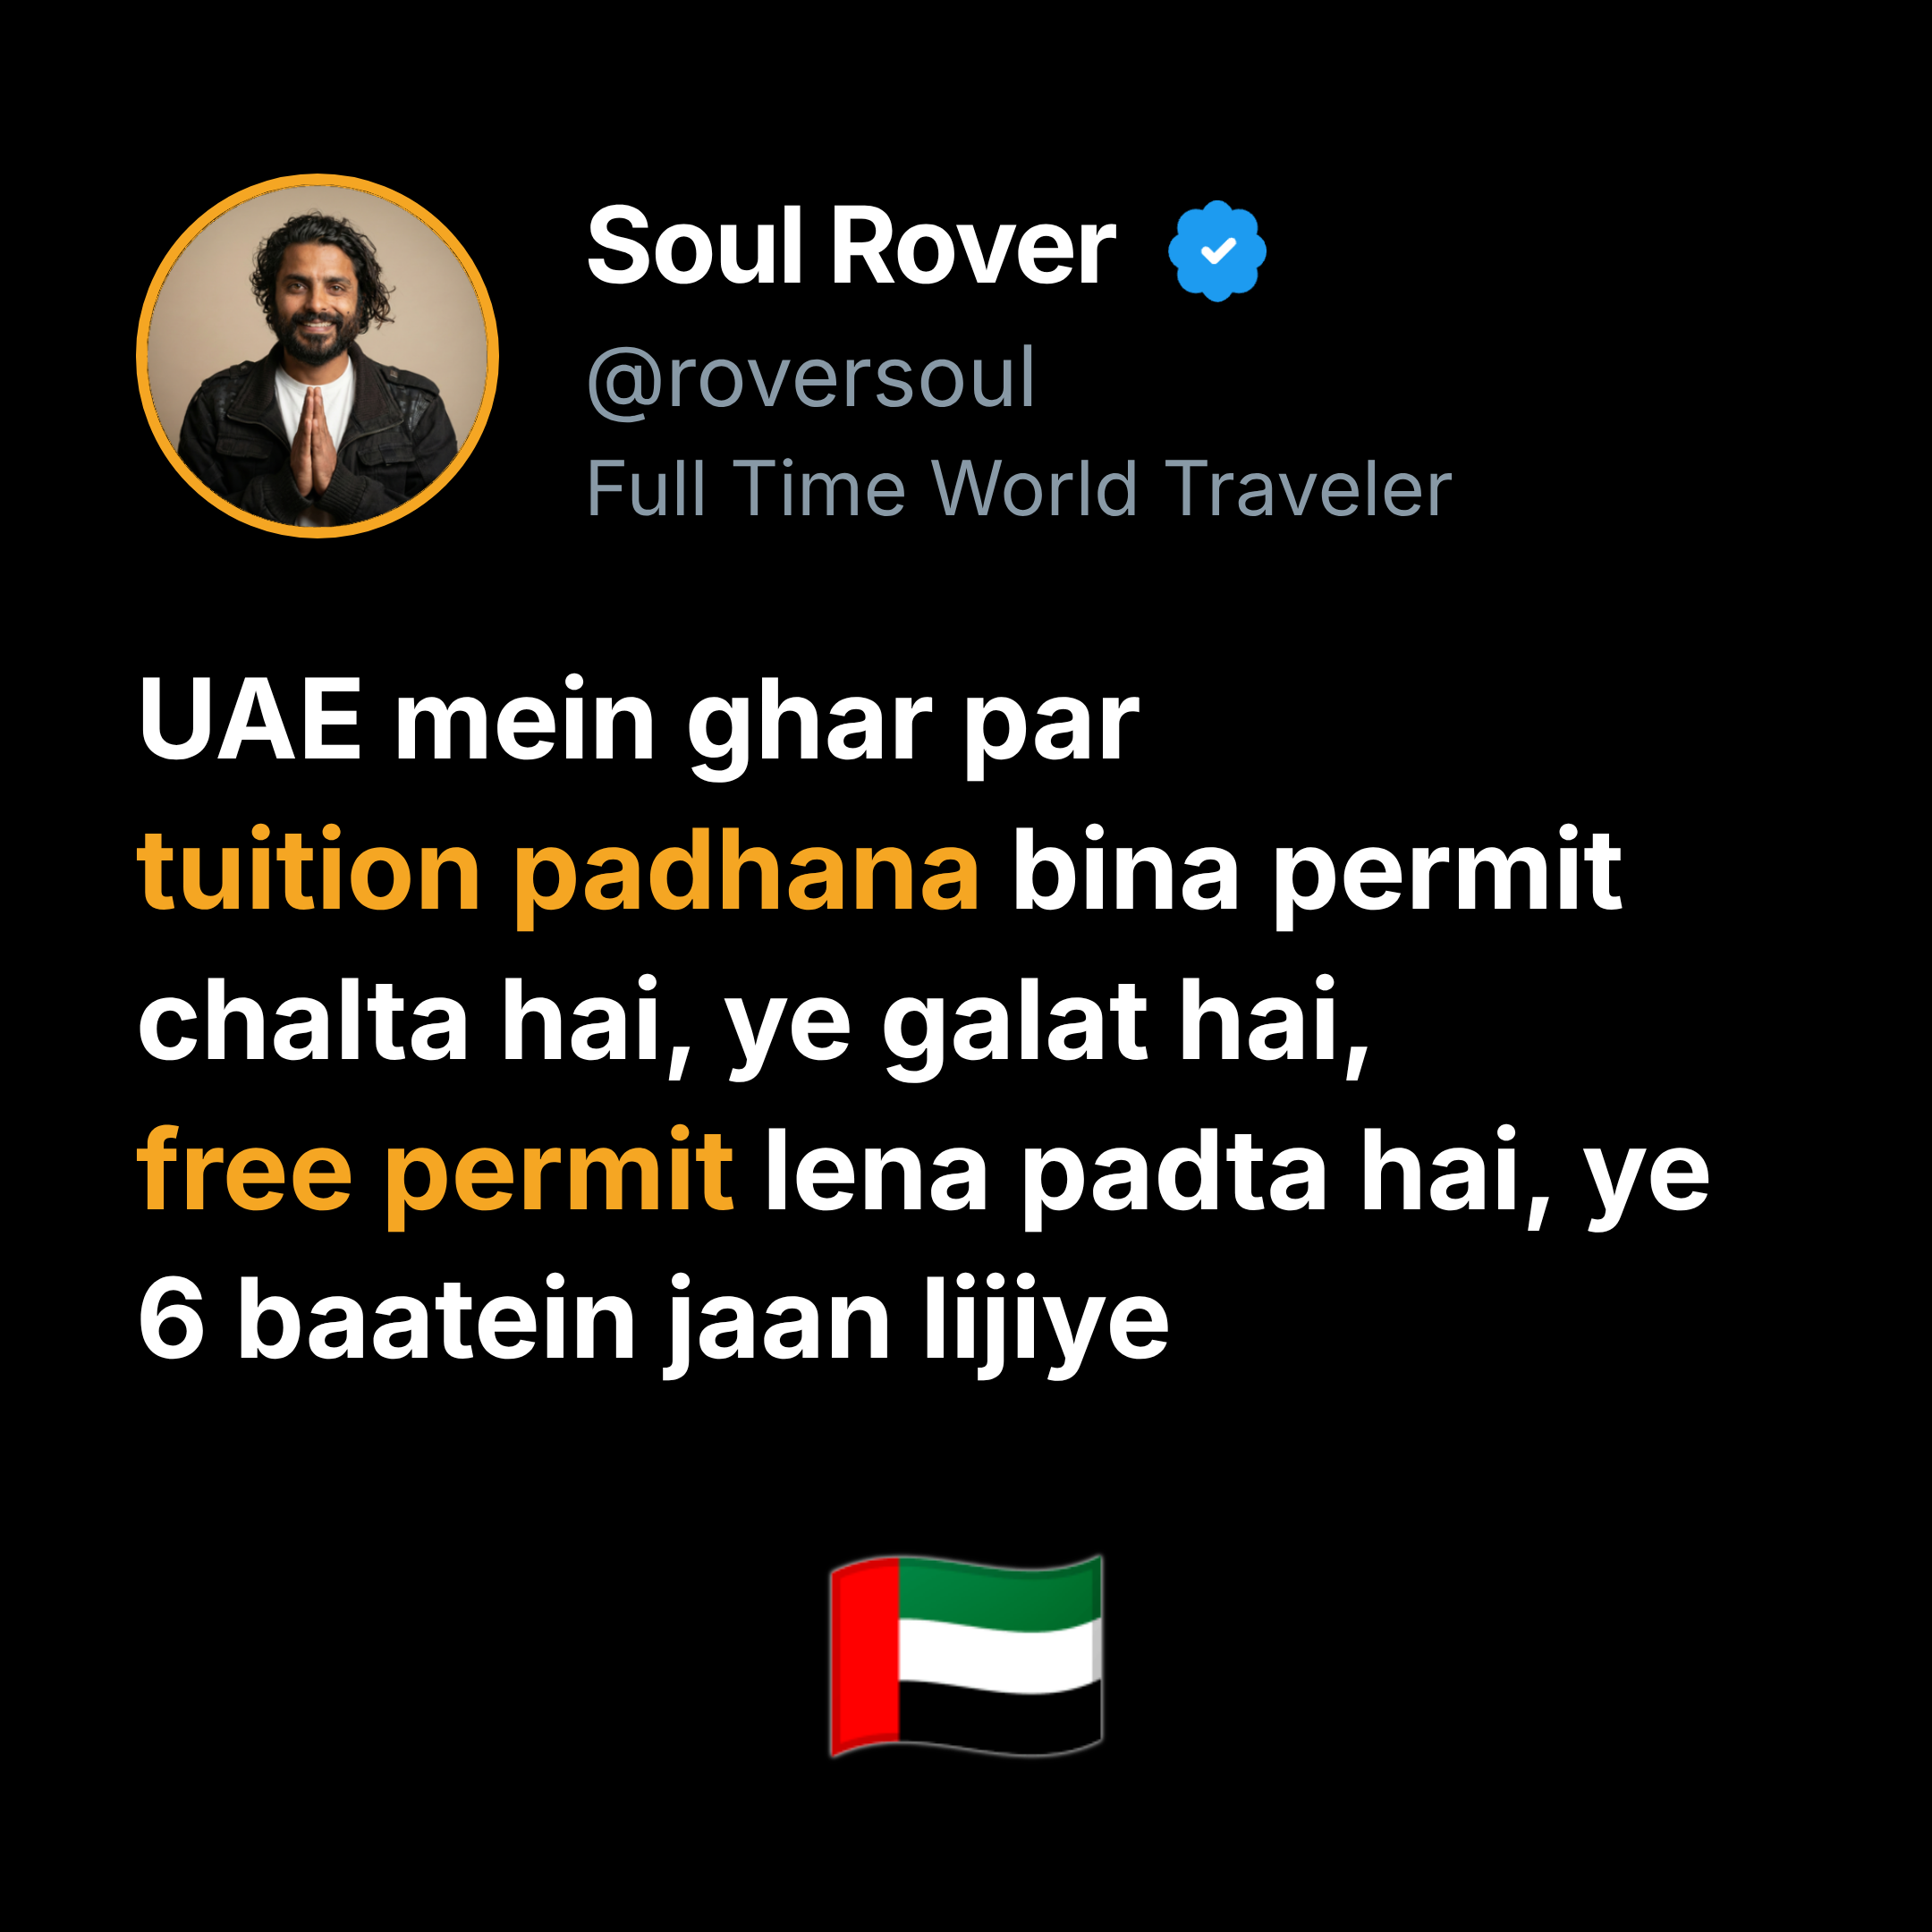 Soul Rover
@roversoul
Full Time World Traveler
UAE mein ghar par
tuition padhana bina permit
chalta hai, ye galat hai,
free permit lena padta hai, ye
6 baatein jaan lijiye